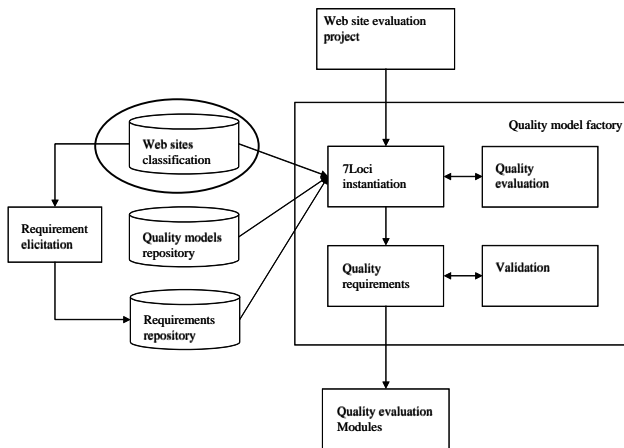 Web site evaluation
project
Quality model factory
Web sites
classification
7Loci
instantiation
Quality
evaluation
Requirement
elicitation
Quality models
repository
Quality
requirements
Validation
Requirements
repository
Quality evaluation
Modules